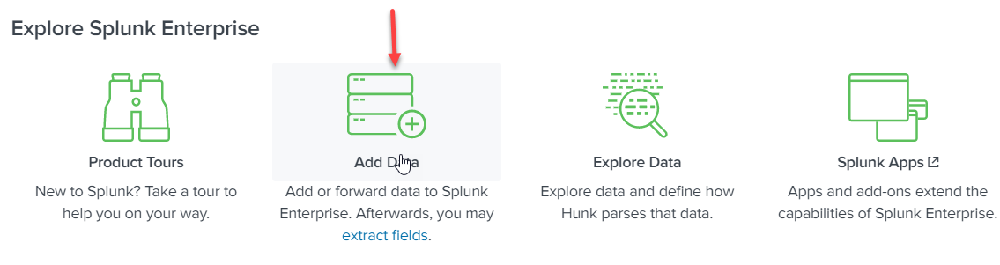 Explore Splunk Enterprise
Product Tours
New to Splunk? Take a tour to
help you on your way.
Add Data
Add or forward data to Splunk
Enterprise. Afterwards, you may
extract fields.
Explore Data
Explore data and define how
Hunk parses that data.
Splunk Apps
Apps and add-ons extend the
capabilities of Splunk Enterprise.